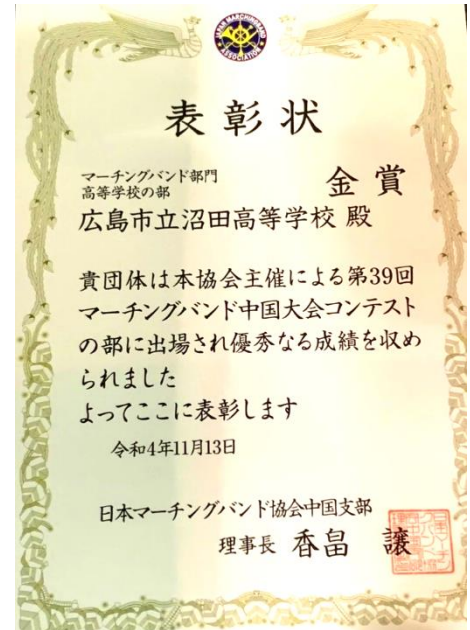 JAPAN MARCHINGBAND
ASSOCIATION
表彰状
マーチングバンド部門
高等学校の部
金賞
広島市立沼田高等学校 殿
貴団体は本協会主催による第39回
マーチングバンド中国大会コンテスト
の部に出場され優秀なる成績を収め
られました
よってここに表彰します
令和4年11月13日
日本マーチングバンド協会中国支部
理事長 香畠 譲